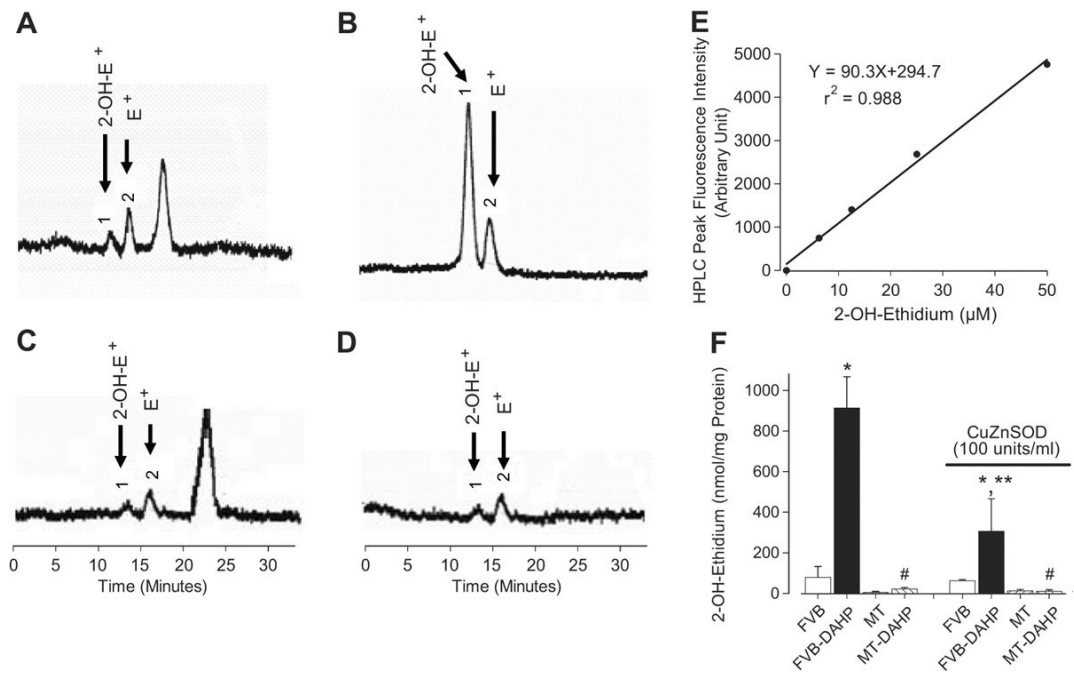 A
2-OH-E+
E+
1
2
B
2-OH-E+
E+
1
2
C
2-OH-E+
E+
1
2
0 5 10 15 20 25 30
Time (Minutes)
D
2-OH-E+
E+
1
2
0 5 10 15 20 25 30
Time (Minutes)
E
HPLC Peak Fluorescence Intensity
(Arbitrary Unit)
5000
4000
3000
2000
1000
0
Y = 90.3X+294.7
r2 = 0.988
0 10 20 30 40 50
2-OH-Ethidium (µM)
F
2-OH-Ethidium (nmol/mg Protein)
1000
800
600
400
200
0
*
#
CuZnSOD
(100 units/ml)
*,**
#
FVB
FVB-DAHP
MT
MT-DAHP
FVB
FVB-DAHP
MT
MT-DAHP